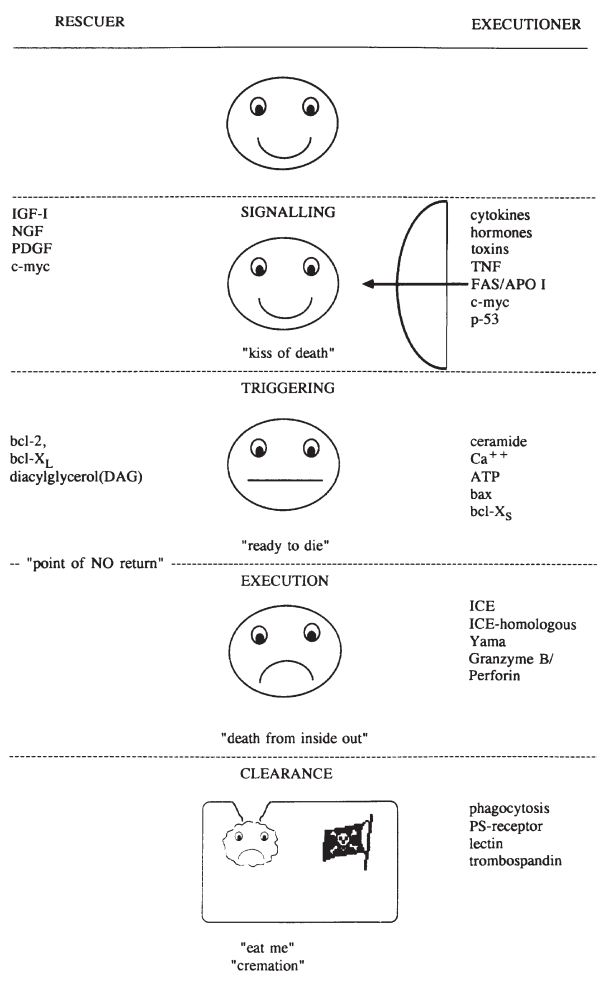 RESCUER
EXECUTIONER
SIGNALLING
IGF-I
NGF
PDGF
c-myc
cytokines
hormones
toxins
TNF
FAS/APO I
c-myc
p-53
"kiss of death"
TRIGGERING
bcl-2,
bcl-XL
diacylglycerol(DAG)
ceramide
Ca++
ATP
bax
bcl-XS
"ready to die"
-- "point of NO return"
EXECUTION
ICE
ICE-homologous
Yama
Granzyme B/
Perforin
"death from inside out"
CLEARANCE
phagocytosis
PS-receptor
lectin
trombospandin
"eat me"
"cremation"